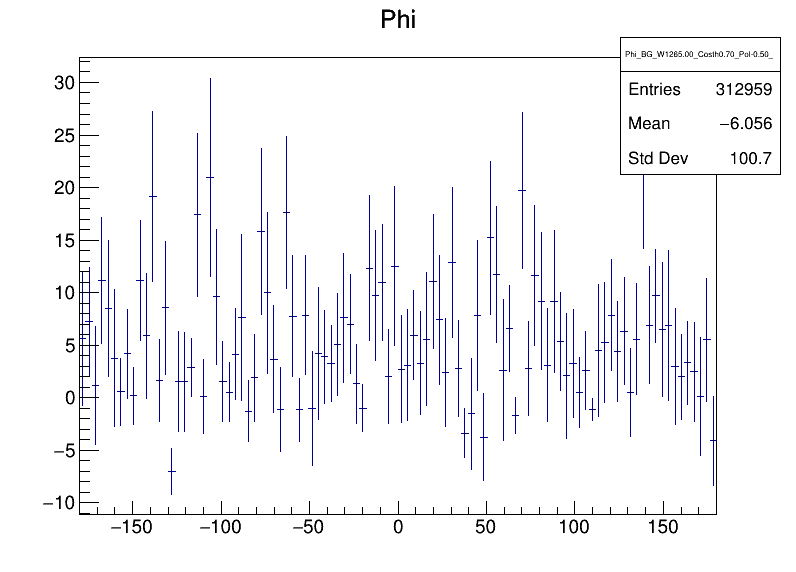 Phi
Phi_BG_W1265.00_Costh0.70_Pol-0.50_
Entries 312959
Mean −6.056
Std Dev 100.7
30
25
20
15
10
5
0
−5
−10
−150 −100 −50 0 50 100 150